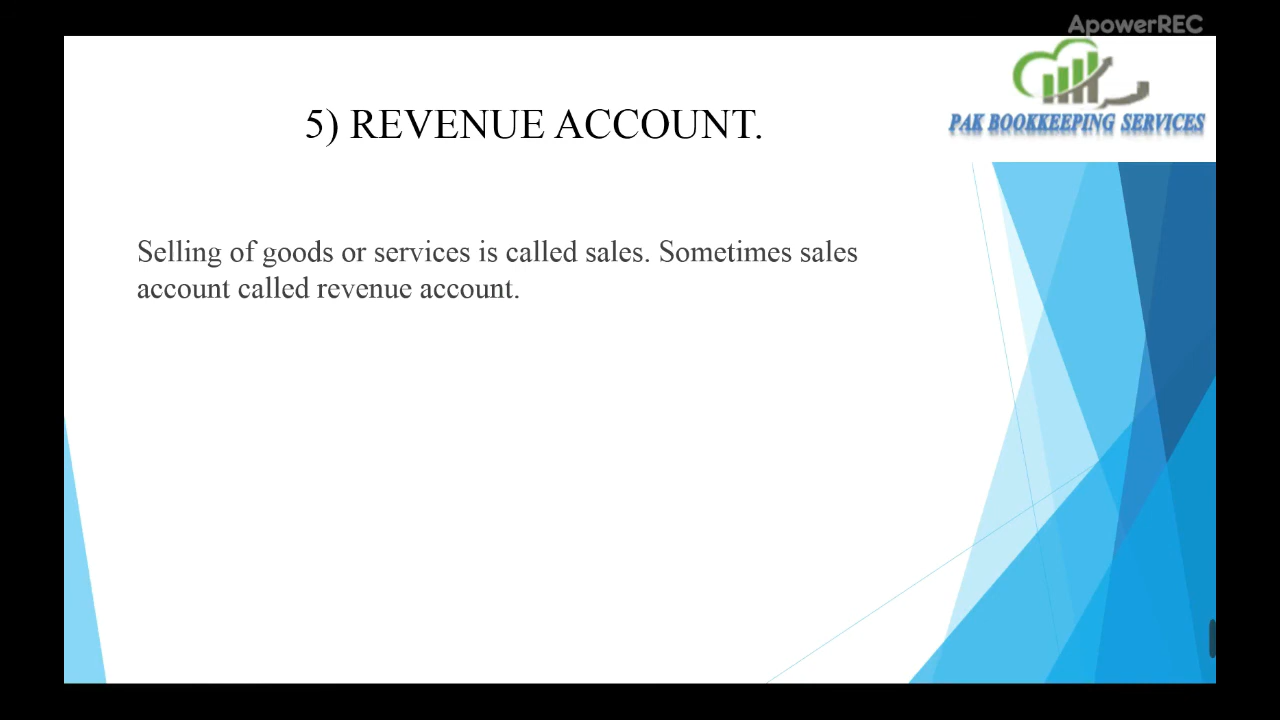 ApowerREC
PAK BOOKKEEPING SERVICES
5) REVENUE ACCOUNT.
Selling of goods or services is called sales. Sometimes sales
account called revenue account.